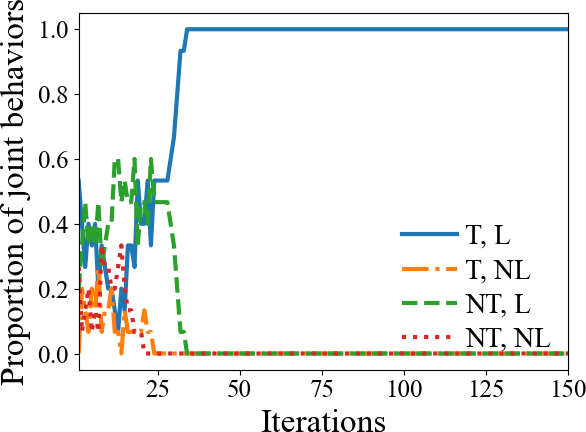 Proportion of joint behaviors
1.0
0.8
0.6
0.4
0.2
0.0
T, L
T, NL
NT, L
NT, NL
25
50
75
100
125
150
Iterations